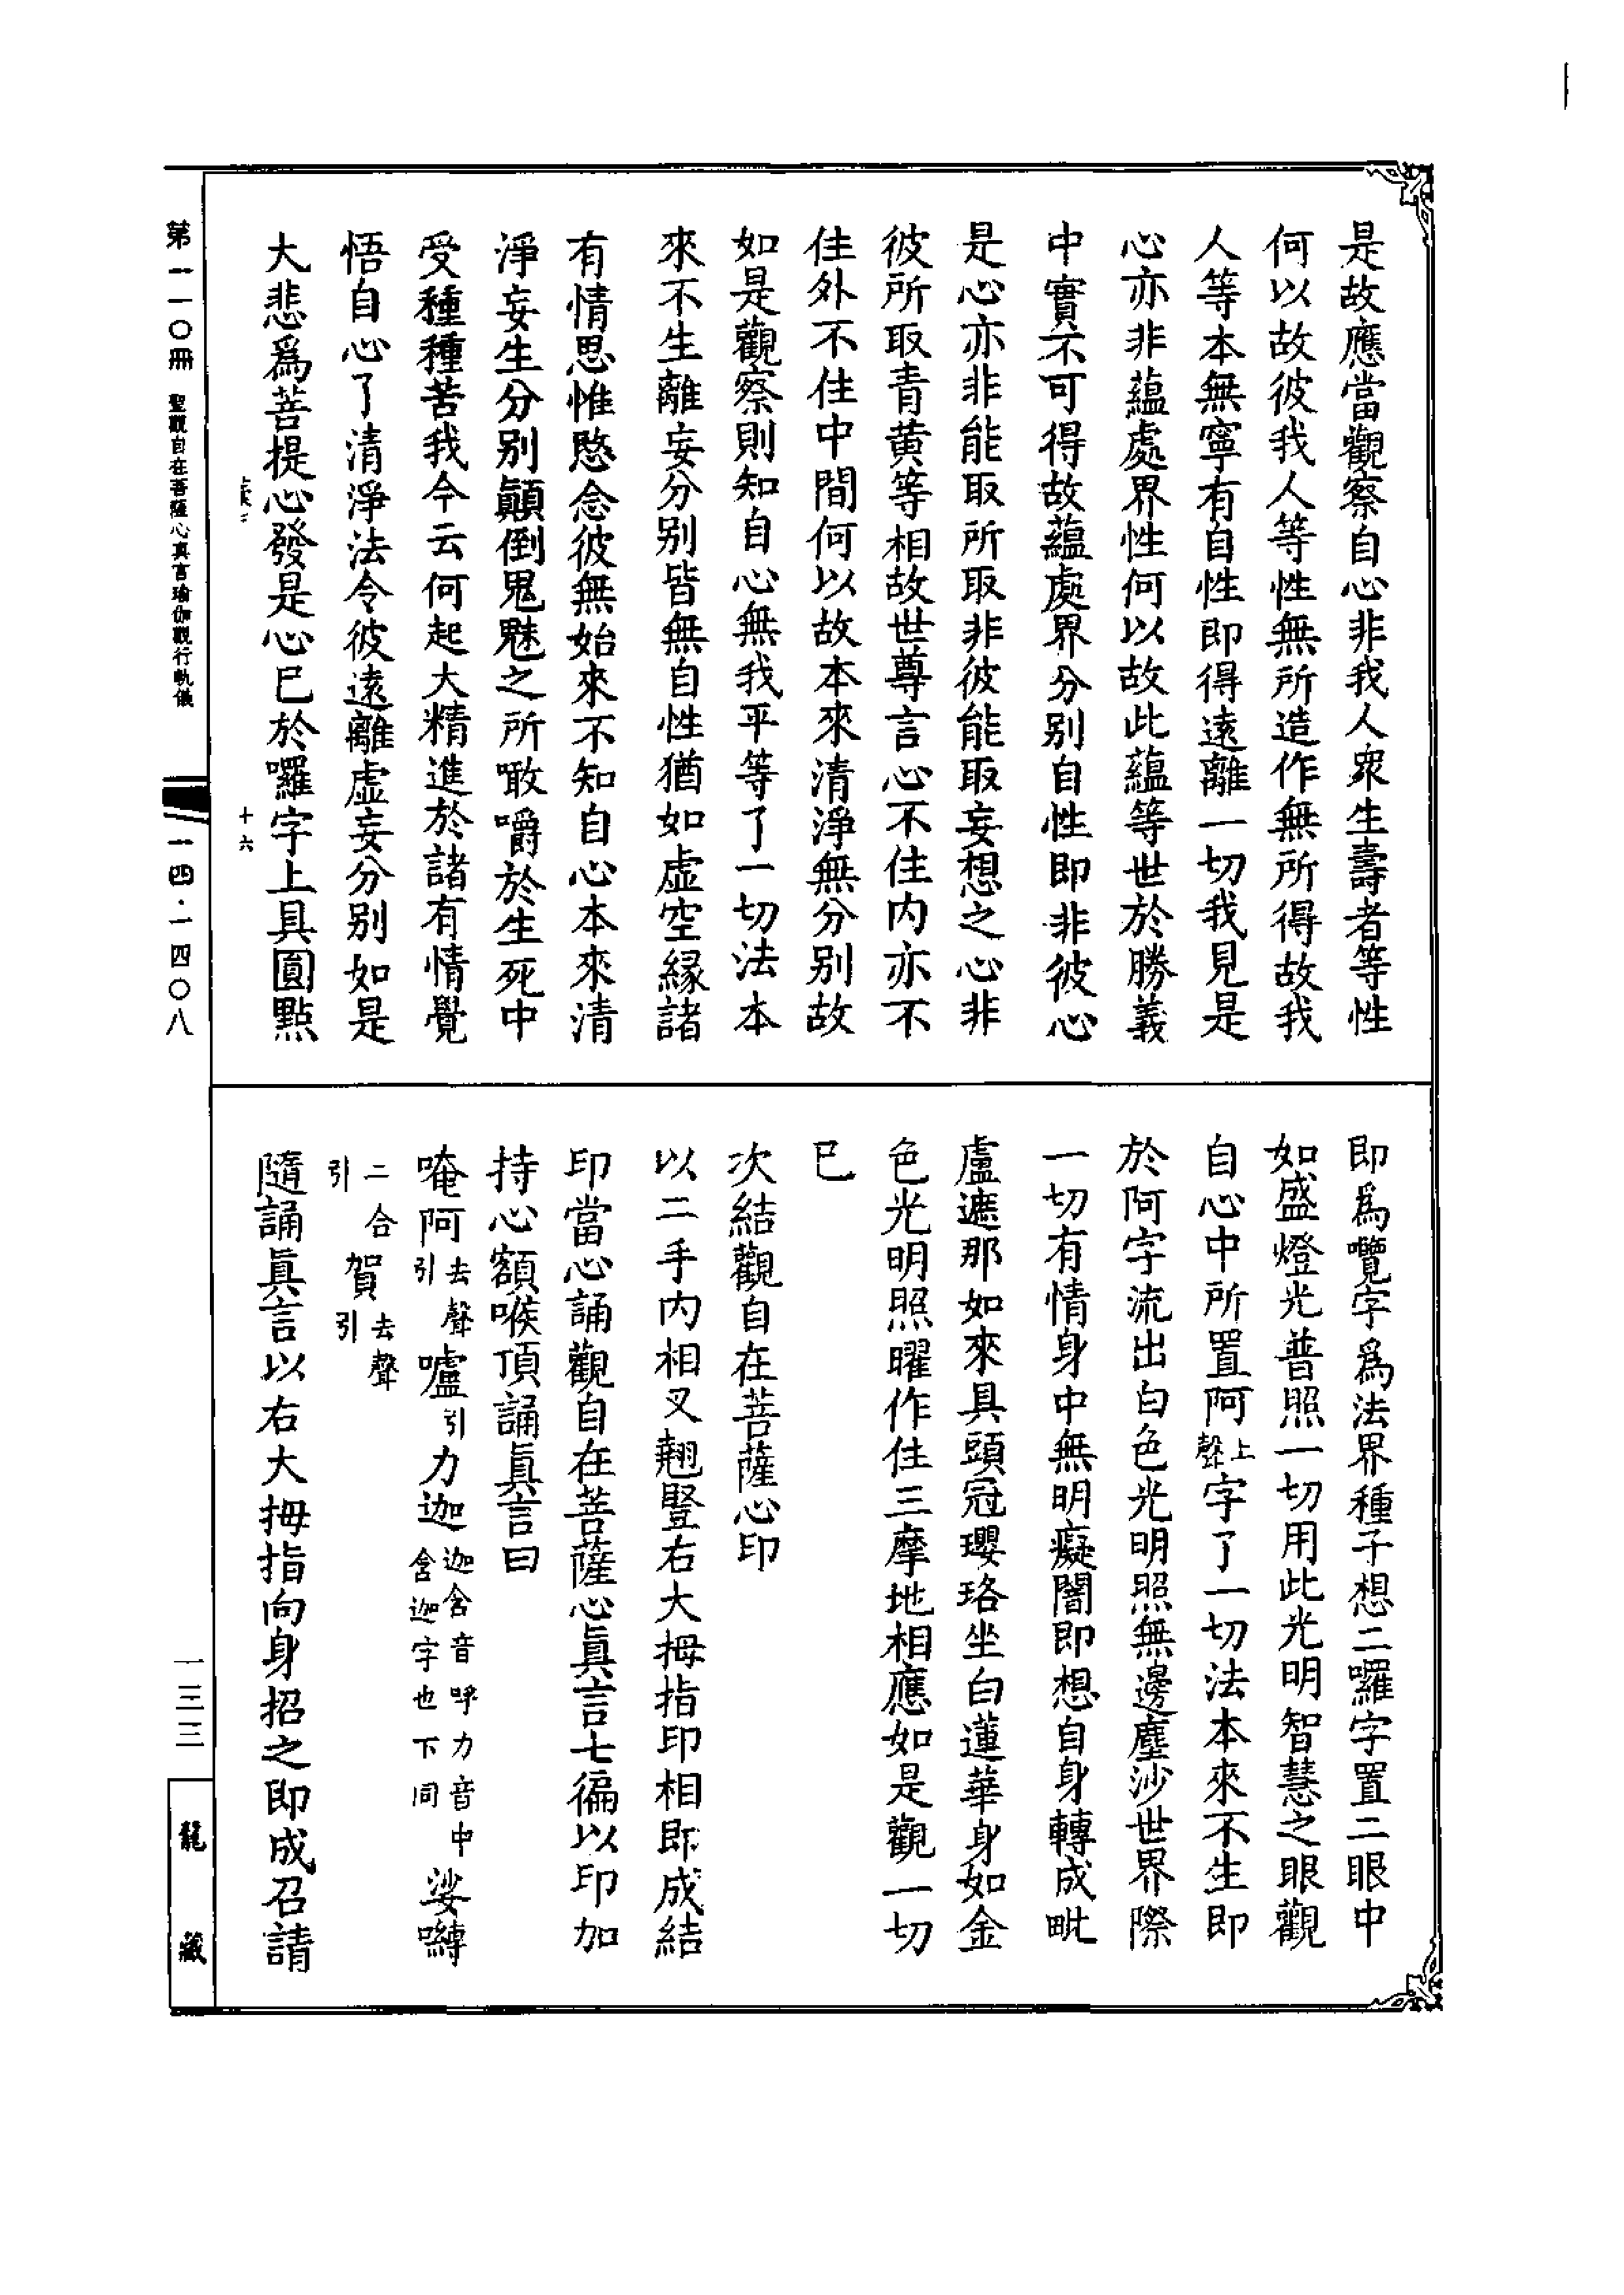 是故應當觀察自心非我人衆生壽者等性
何以故彼我人等性無所造作無所得故我
人等本無寧有自性即得遠離一切我見是
心亦非蘊處界性何以故此蘊等世於勝義
中實不可得故蘊處界分别自性即非彼心
是心亦非能取所取非彼能取妄想之心非
彼所取青黄等相故世尊言心不住内亦不
住外不住中間何以故本來清淨無分别故
如是觀察則知自心無我平等了一切法本
來不生離妄分别皆無自性猶如虚空緣諸
有情思惟愍念彼無始來不知自心本來清
淨妄生分别顚倒鬼魅之所噉嚼於生死中
受種種苦我今云何起大精進於諸有情覺
悟自心了清淨法令彼遠離虚妄分别如是
大悲爲菩提心發是心已於囉字上具圓點
十六
即爲囕字爲法界種子想二囉字置二眼中
如盛燈光普照一切用此光明智慧之眼觀
自心中所置阿上聲字了一切法本來不生即
於阿字流出白色光明照無邊塵沙世界際
一切有情身中無明癡闇即想自身轉成毗
盧遮那如來具頭冠瓔珞坐白蓮華身如金
色光明照曜作住三摩地相應如是觀一切
已
次結觀自在菩薩心印
以二手内相叉翹豎右大拇指印相即成結
印當心誦觀自在菩薩心眞言七徧以印加
持心額喉頂誦眞言曰
唵阿去聲引嚧引力迦迦含音呼力音中含迦字也下同娑嚩
二合引賀去聲引
隨誦眞言以右大拇指向身招之即成召請
第一一〇冊 聖觀自在菩薩心真言瑜伽觀行軌儀
一四·一四〇八
一三三
龍藏